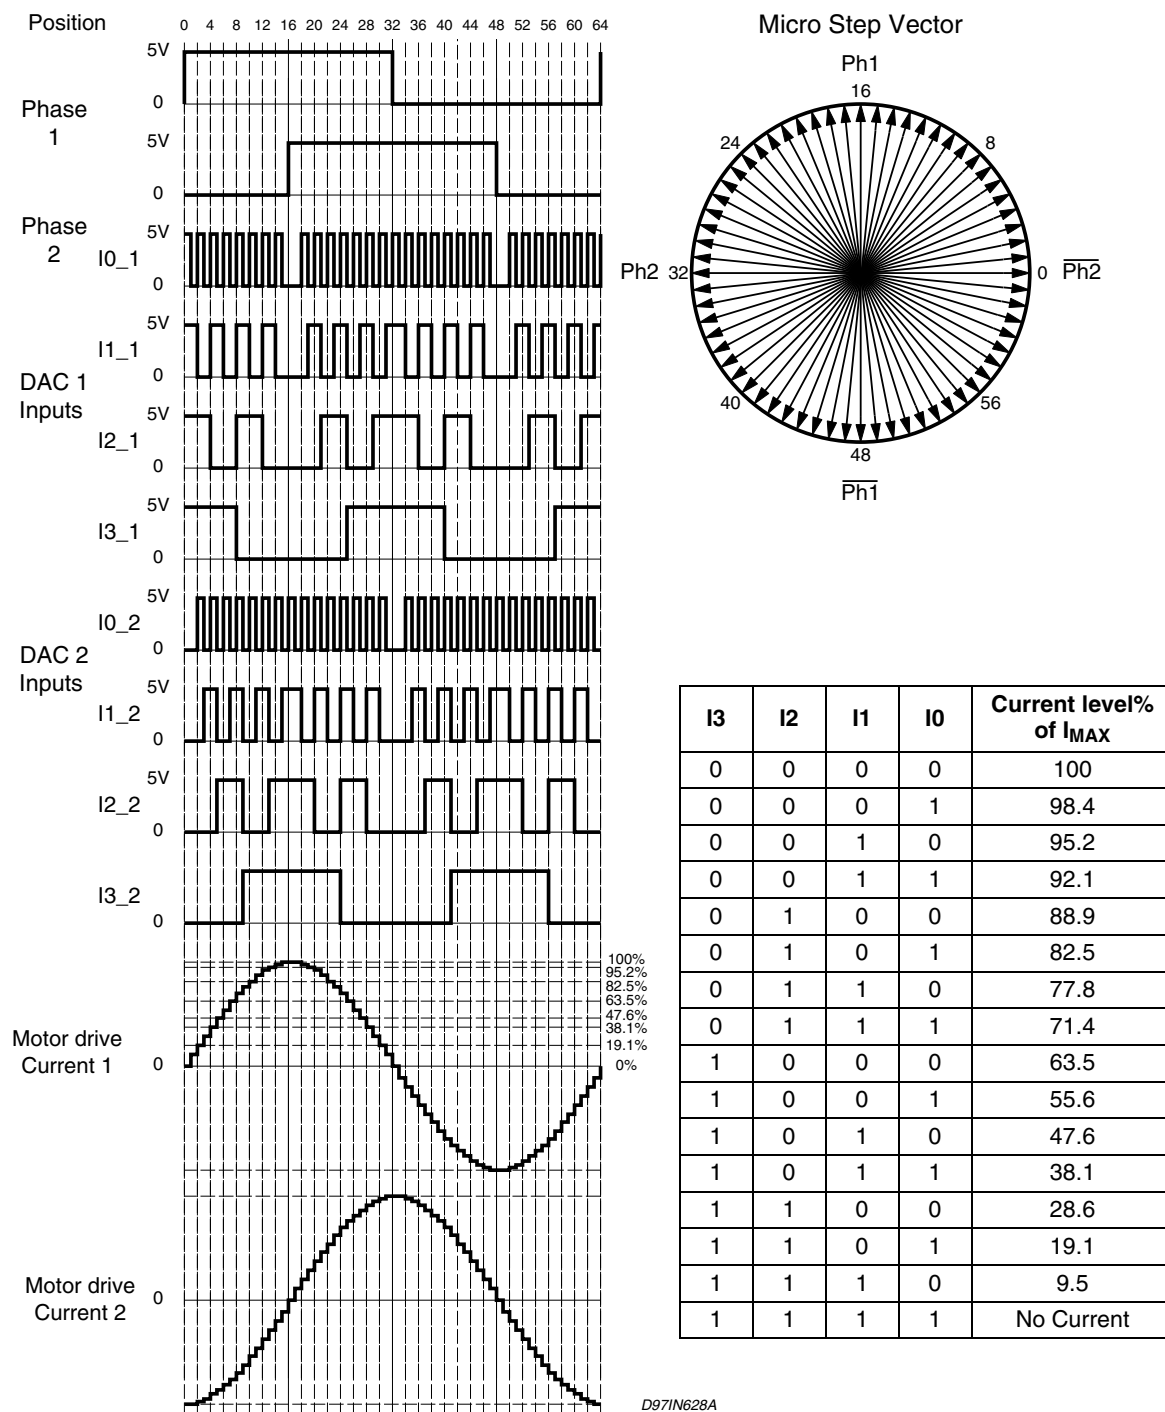 Position
0 4 8 12 16 20 24 28 32 36 40 44 48 52 56 60 64
5V
0
Phase
1
5V
0
Phase
2
I0_1
5V
0
I1_1
5V
0
DAC 1
Inputs
I2_1
5V
0
I3_1
5V
0
I0_2
5V
0
DAC 2
Inputs
I1_2
5V
0
I2_2
5V
0
I3_2
0
100%
95.2%
82.5%
63.5%
47.6%
38.1%
19.1%
0%
Motor drive
Current 1
0
Motor drive
Current 2
0
Micro Step Vector
Ph1
16
24
8
Ph2 32
0 P̅h̅2̅
40
56
48
P̅h̅1̅
I3 I2 I1 I0 Current level%
of IMAX
0 0 0 0 100
0 0 0 1 98.4
0 0 1 0 95.2
0 0 1 1 92.1
0 1 0 0 88.9
0 1 0 1 82.5
0 1 1 0 77.8
0 1 1 1 71.4
1 0 0 0 63.5
1 0 0 1 55.6
1 0 1 0 47.6
1 0 1 1 38.1
1 1 0 0 28.6
1 1 0 1 19.1
1 1 1 0 9.5
1 1 1 1 No Current
D97IN628A